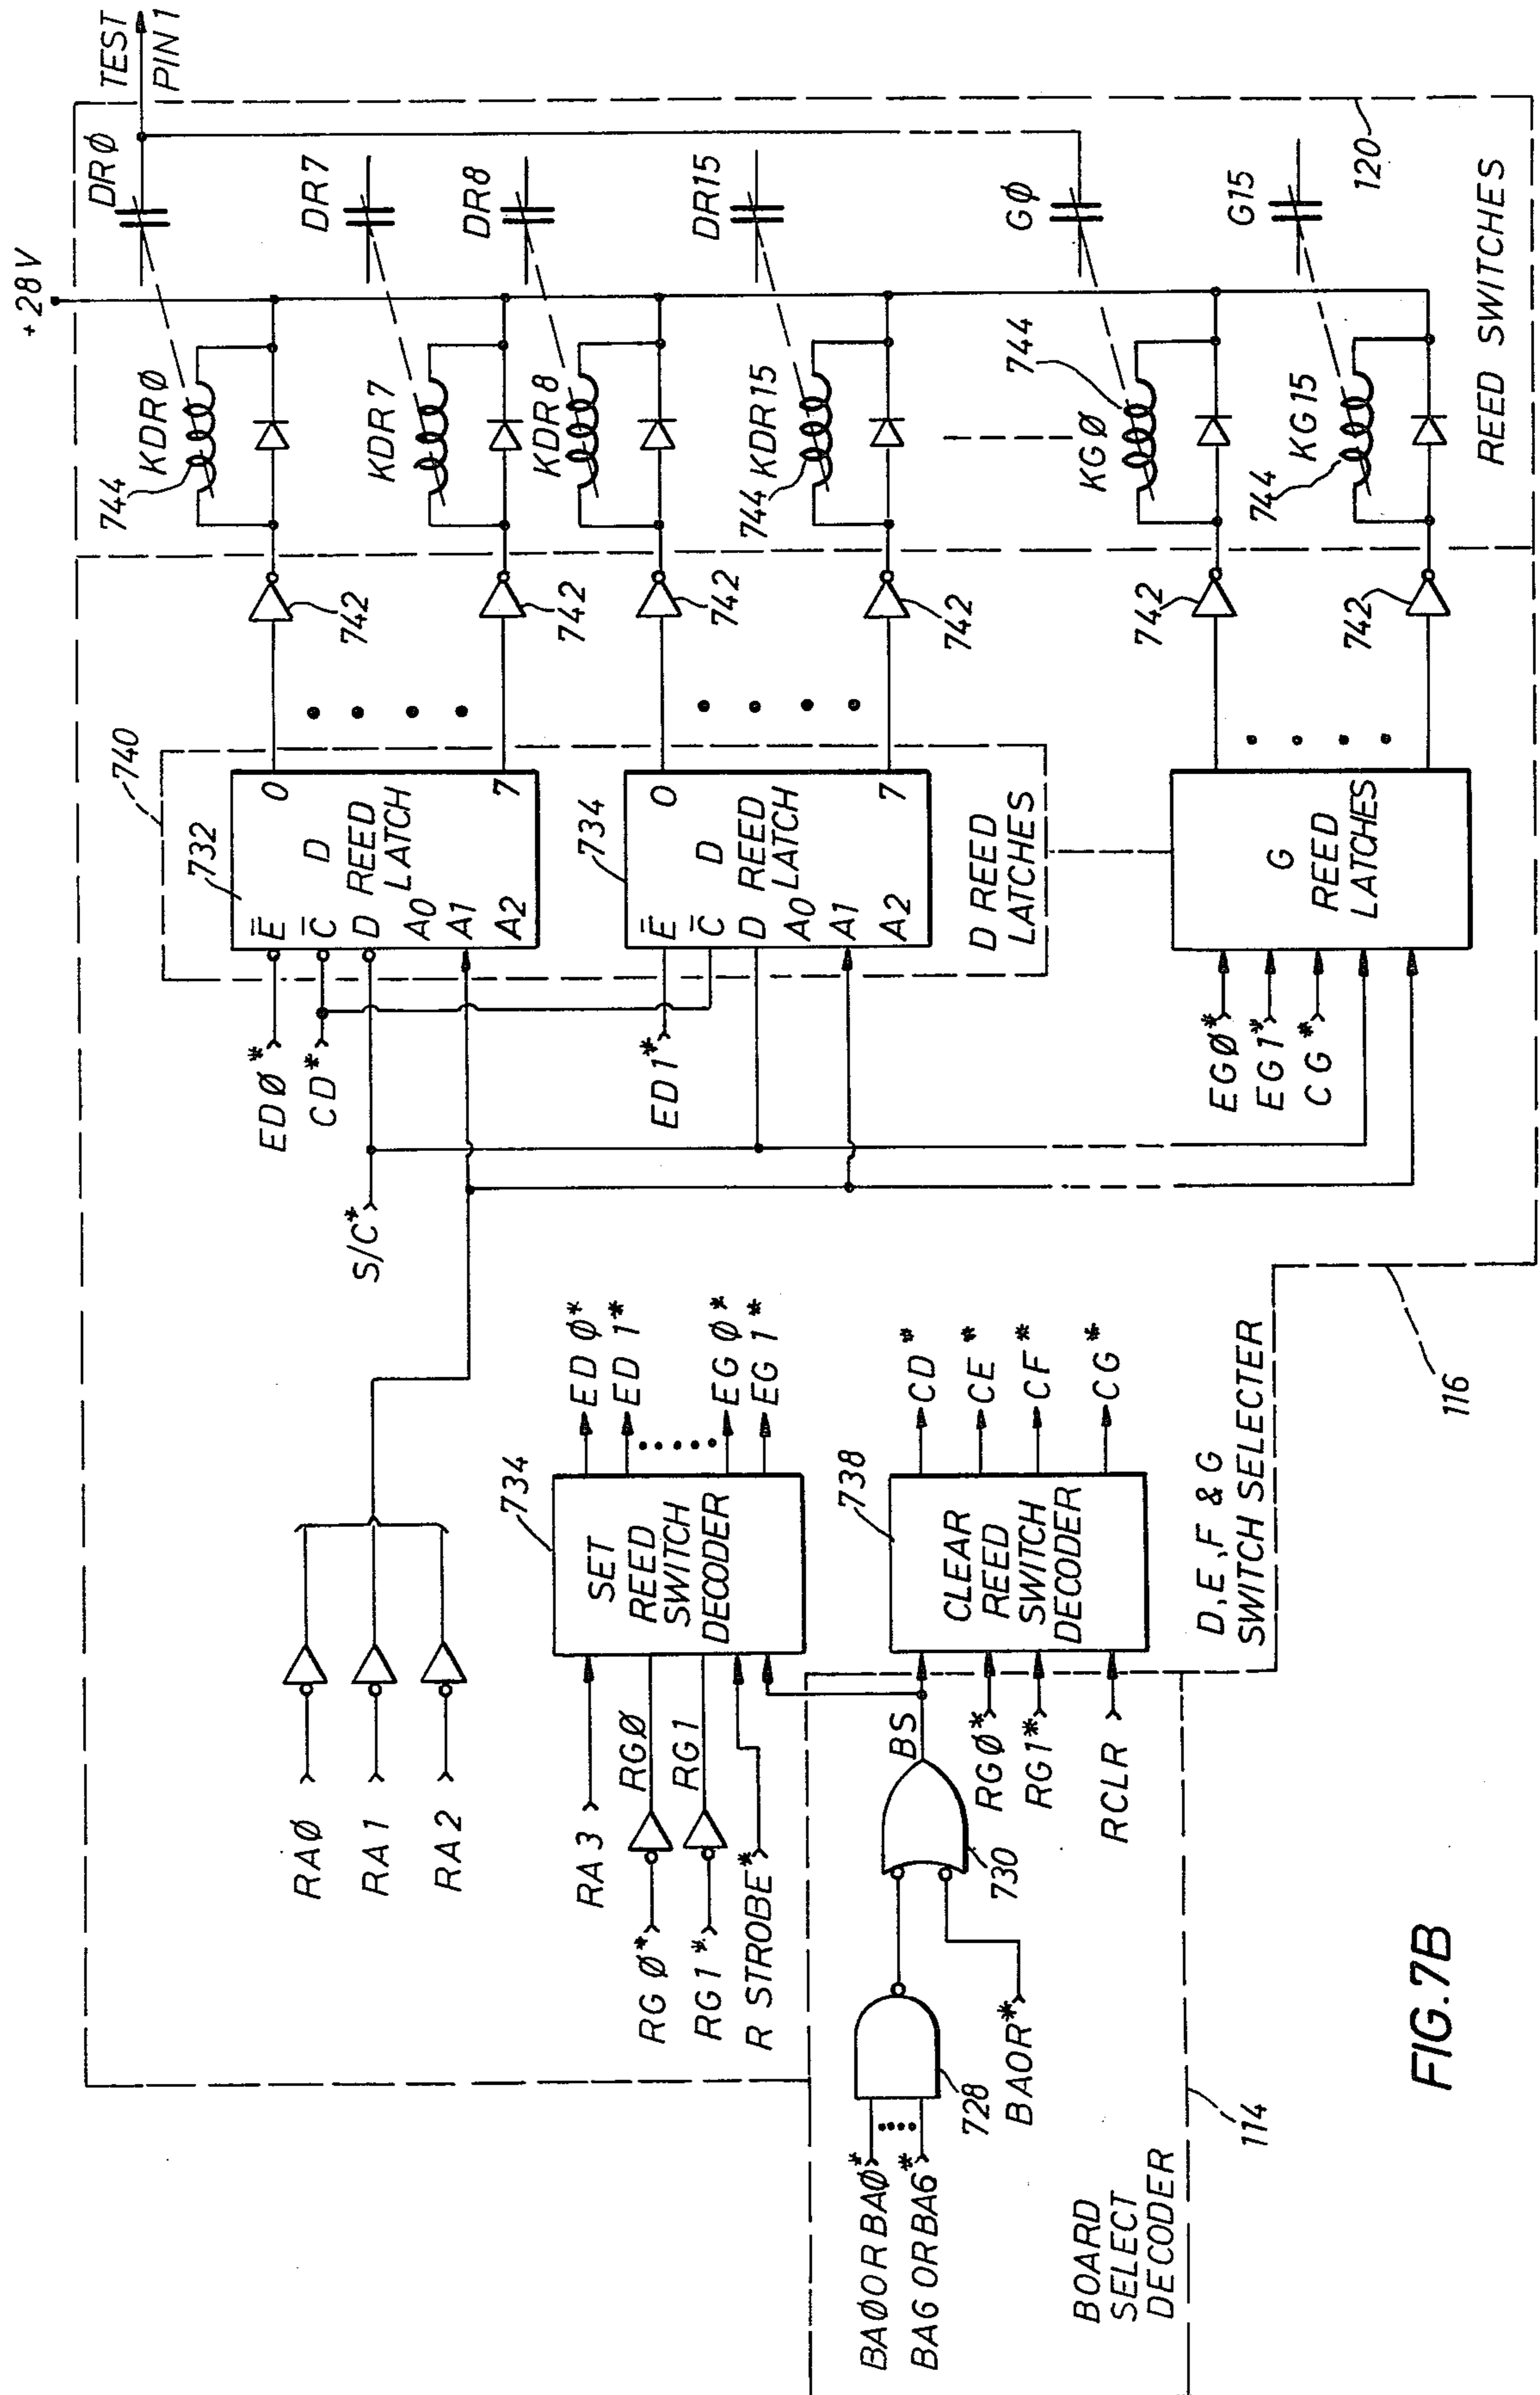 +28V
TEST
PIN 1
DRØ
DR7
DR8
DR15
GØ
G15
744
KDRØ
KDR7
KDR8
744
KDR15
744
KGØ
744
KG15
120
REED SWITCHES
742
742
742
742
742
742
740
732
0
E̅
C̅
D
D
REED
LATCH
A0
A1
A2
7
734
0
E̅
C̅
D
D
REED
LATCH
A0
A1
A2
7
D REED
LATCHES
G
REED
LATCHES
EDØ*
CD*
ED1*
EGØ*
EG1*
CG*
S/C*
RAØ
RA1
RA2
734
SET
REED
SWITCH
DECODER
EDØ*
ED1*
EGØ*
EG1*
RA3
RGØ*
RGØ
RG1*
RG1
R STROBE*
738
CLEAR
REED
SWITCH
DECODER
CD*
CE*
CF*
CG*
BS
RGØ*
RG1*
RCLR
730
728
BAOR*
BAØORBAØ*
BA6ORBA6*
BOARD
SELECT
DECODER
114
D,E,F & G
SWITCH SELECTER
116
FIG.7B